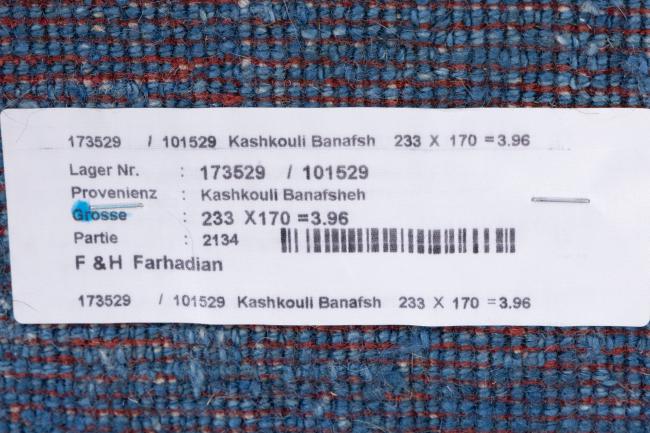 173529 / 101529 Kashkouli Banafsh 233 X 170 = 3.96
Lager Nr. : 173529 / 101529
Provenienz : Kashkouli Banafsheh
Grosse : 233 X170 =3.96
Partie : 2134
F & H Farhadian
173529 / 101529 Kashkouli Banafsh 233 X 170 = 3.96